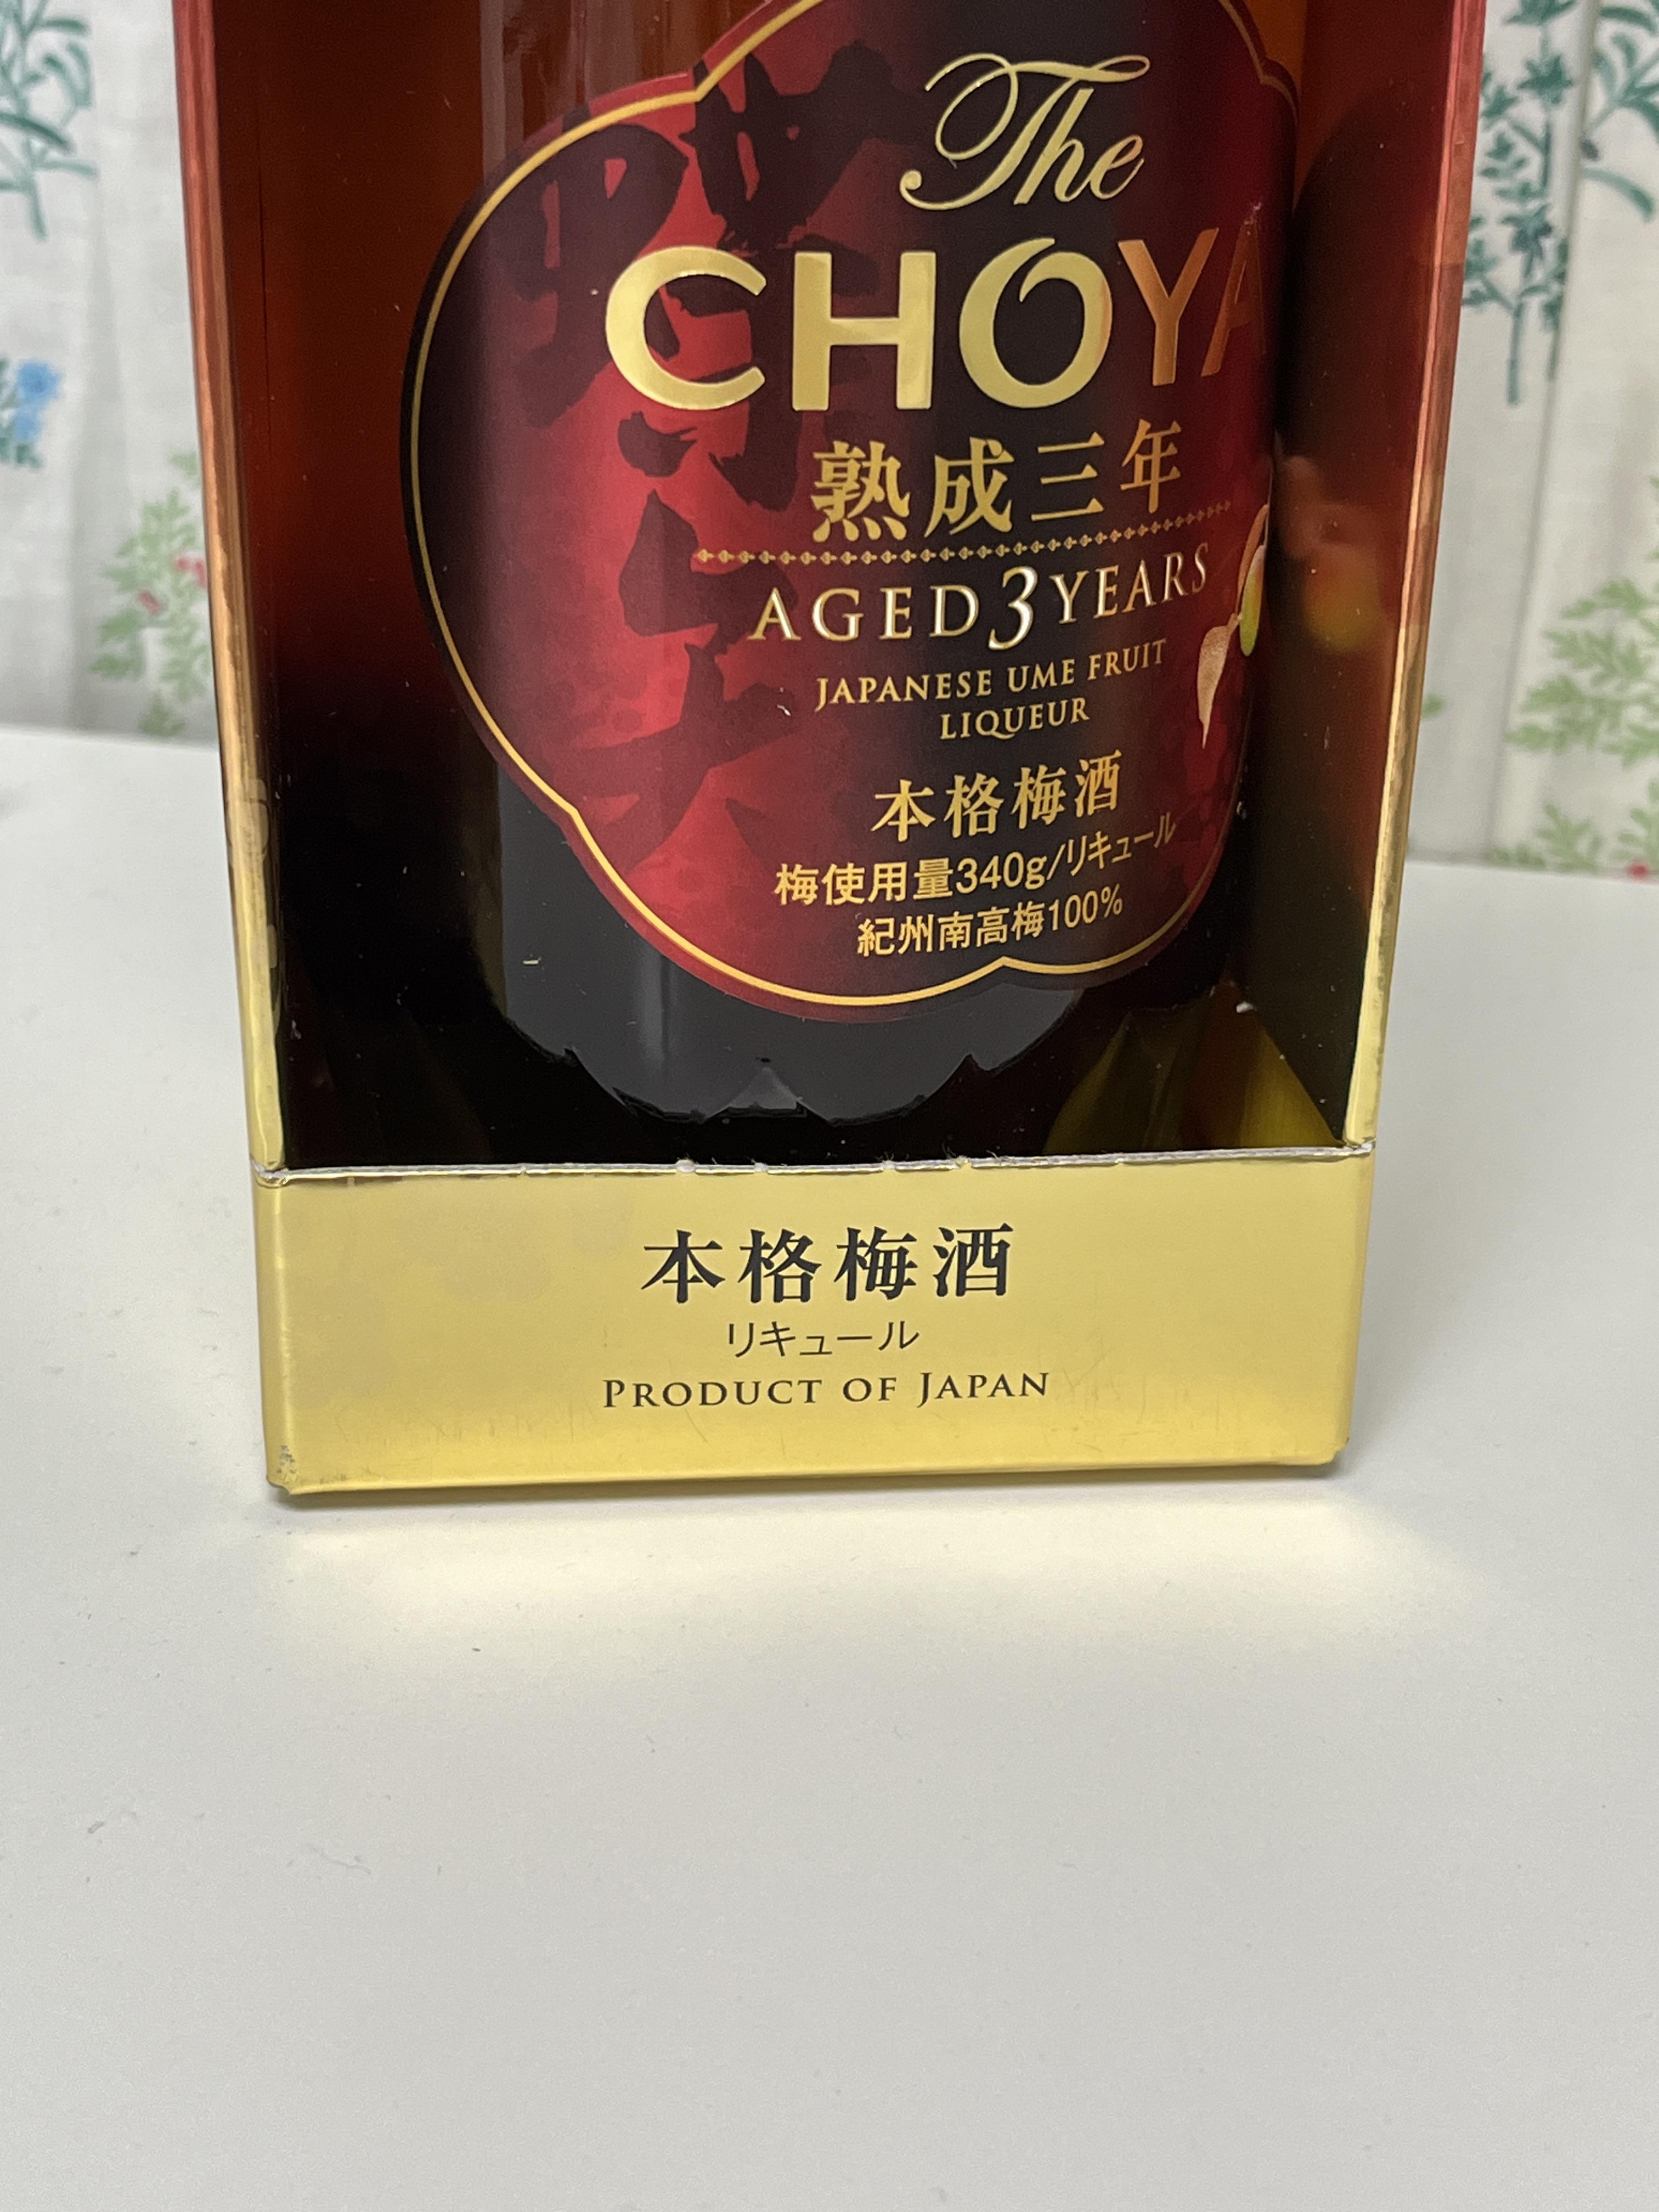 The
CHOYA
熟成三年
AGED 3 YEARS
JAPANESE UME FRUIT
LIQUEUR
本格梅酒
梅使用量340g/リキュール
紀州南高梅100%
本格梅酒
リキュール
PRODUCT OF JAPAN